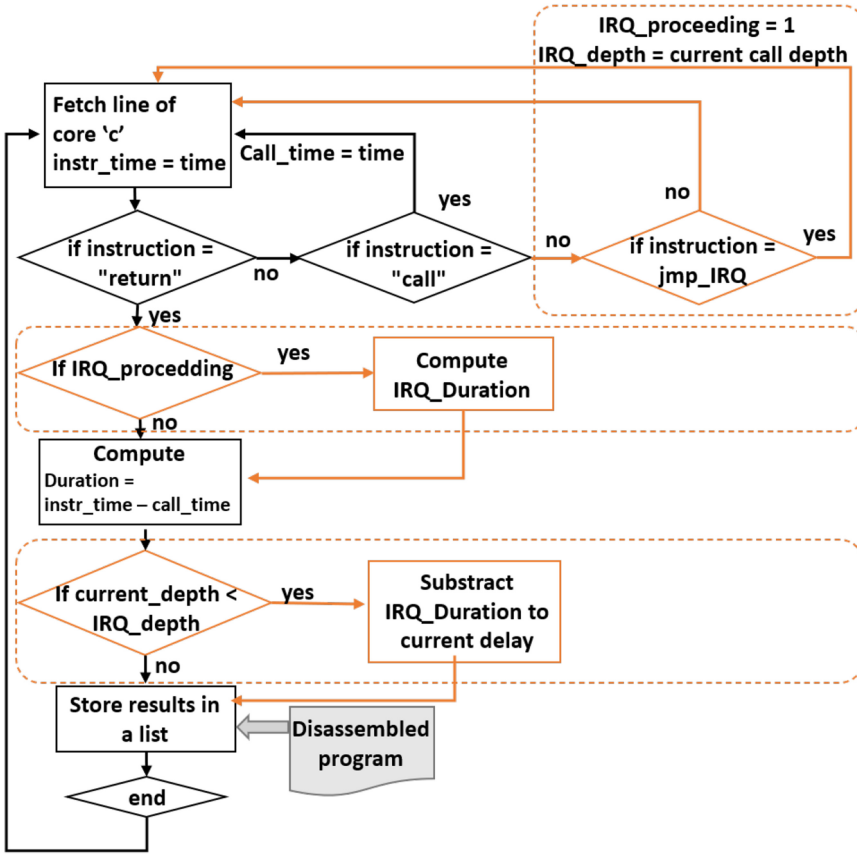 IRQ_proceeding = 1
IRQ_depth = current call depth
Fetch line of
core ‘c’
instr_time = time
Call_time = time
yes
no
if instruction =
"return"
no
if instruction =
"call"
no
if instruction =
jmp_IRQ
yes
yes
If IRQ_procedding
yes
Compute
IRQ_Duration
no
Compute
Duration =
instr_time – call_time
If current_depth <
IRQ_depth
yes
Substract
IRQ_Duration to
current delay
no
Store results in
a list
Disassembled
program
end